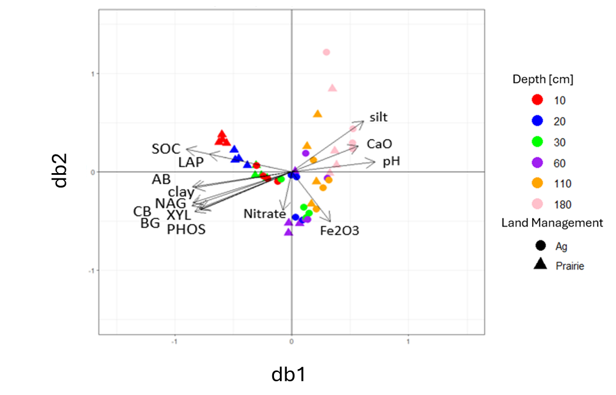 db2
1
0
-1
-1
0
1
db1
silt
CaO
pH
SOC
LAP
AB
clay
NAG
CB
XYL
BG
PHOS
Nitrate
Fe2O3
Depth [cm]
10
20
30
60
110
180
Land Management
Ag
Prairie